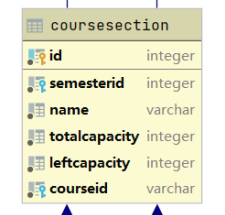 coursesection
id integer
semesterid integer
name varchar
totalcapacity integer
leftcapacity integer
courseid varchar